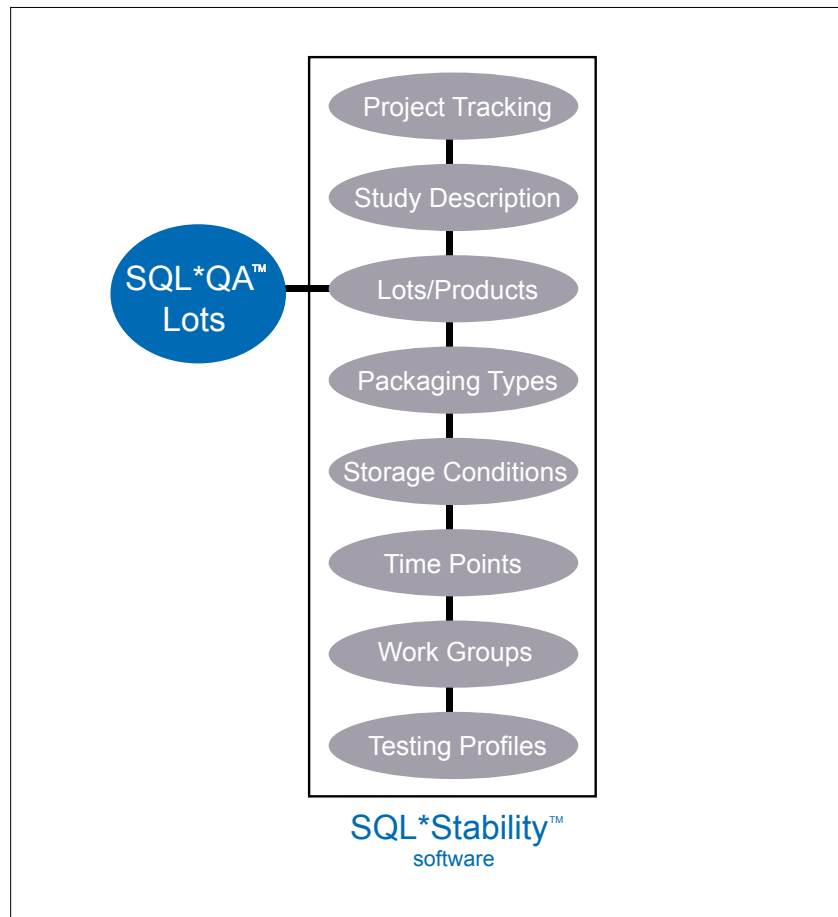 Project Tracking
Study Description
SQL*QA™
Lots
Lots/Products
Packaging Types
Storage Conditions
Time Points
Work Groups
Testing Profiles
SQL*Stability™
software